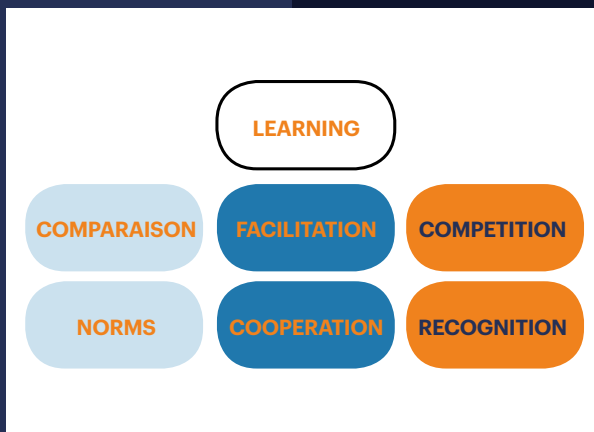 LEARNING
COMPARAISON
FACILITATION
COMPETITION
NORMS
COOPERATION
RECOGNITION